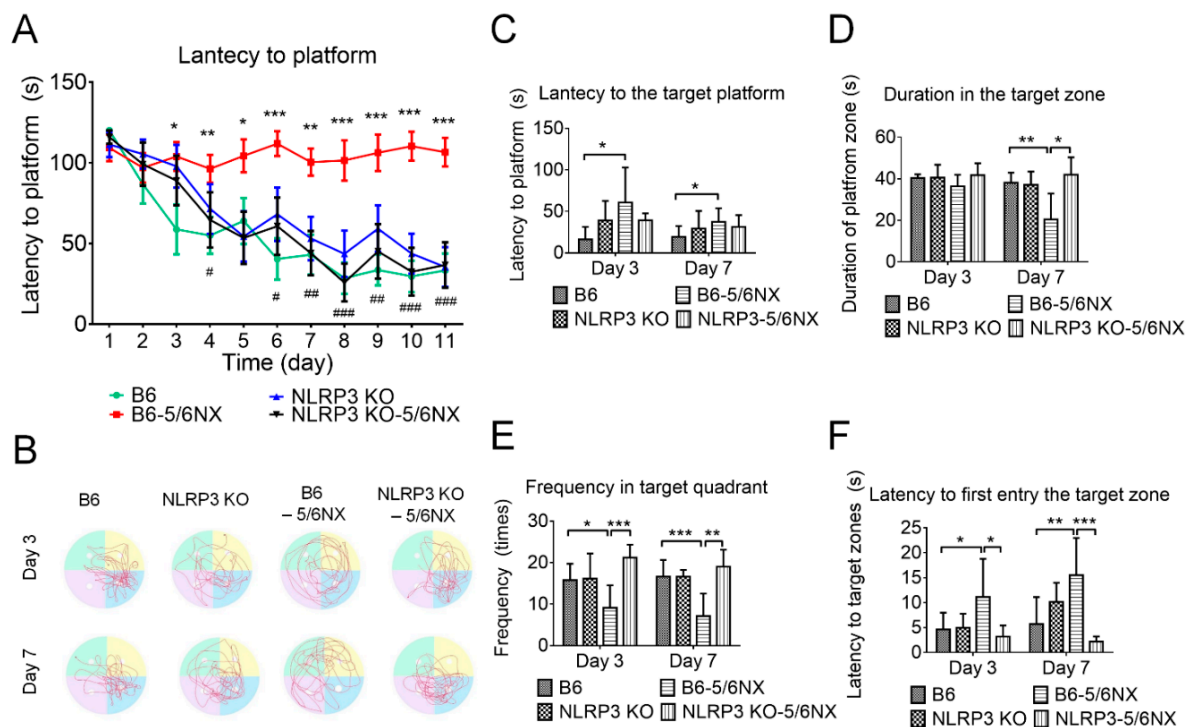 A
Lantecy to platform
Latency to platform (s)
150
100
50
0
* ** * *** ** *** *** *** ***
# # ## ### ## ### ###
1 2 3 4 5 6 7 8 9 10 11
Time (day)
B6 NLRP3 KO
B6-5/6NX NLRP3 KO-5/6NX
B
B6 NLRP3 KO B6 – 5/6NX NLRP3 KO – 5/6NX
Day 3
Day 7
C
Lantecy to the target platform
Latency to platform (s)
150
100
50
0
* *
Day 3 Day 7
B6 B6-5/6NX
NLRP3 KO NLRP3-5/6NX
D
Duration in the target zone
Duration of platfrom zone (s)
60
40
20
0
** *
Day 3 Day 7
B6 B6-5/6NX
NLRP3 KO NLRP3 KO-5/6NX
E
Frequency in target quadrant
Frequency (times)
30
20
10
0
* *** *** **
Day 3 Day 7
B6 B6-5/6NX
NLRP3 KO NLRP3 KO-5/6NX
F
Latency to first entry the target zone
Latency to target zones (s)
25
20
15
10
5
0
* * ** ***
Day 3 Day 7
B6 B6-5/6NX
NLRP3 KO NLRP3-5/6NX